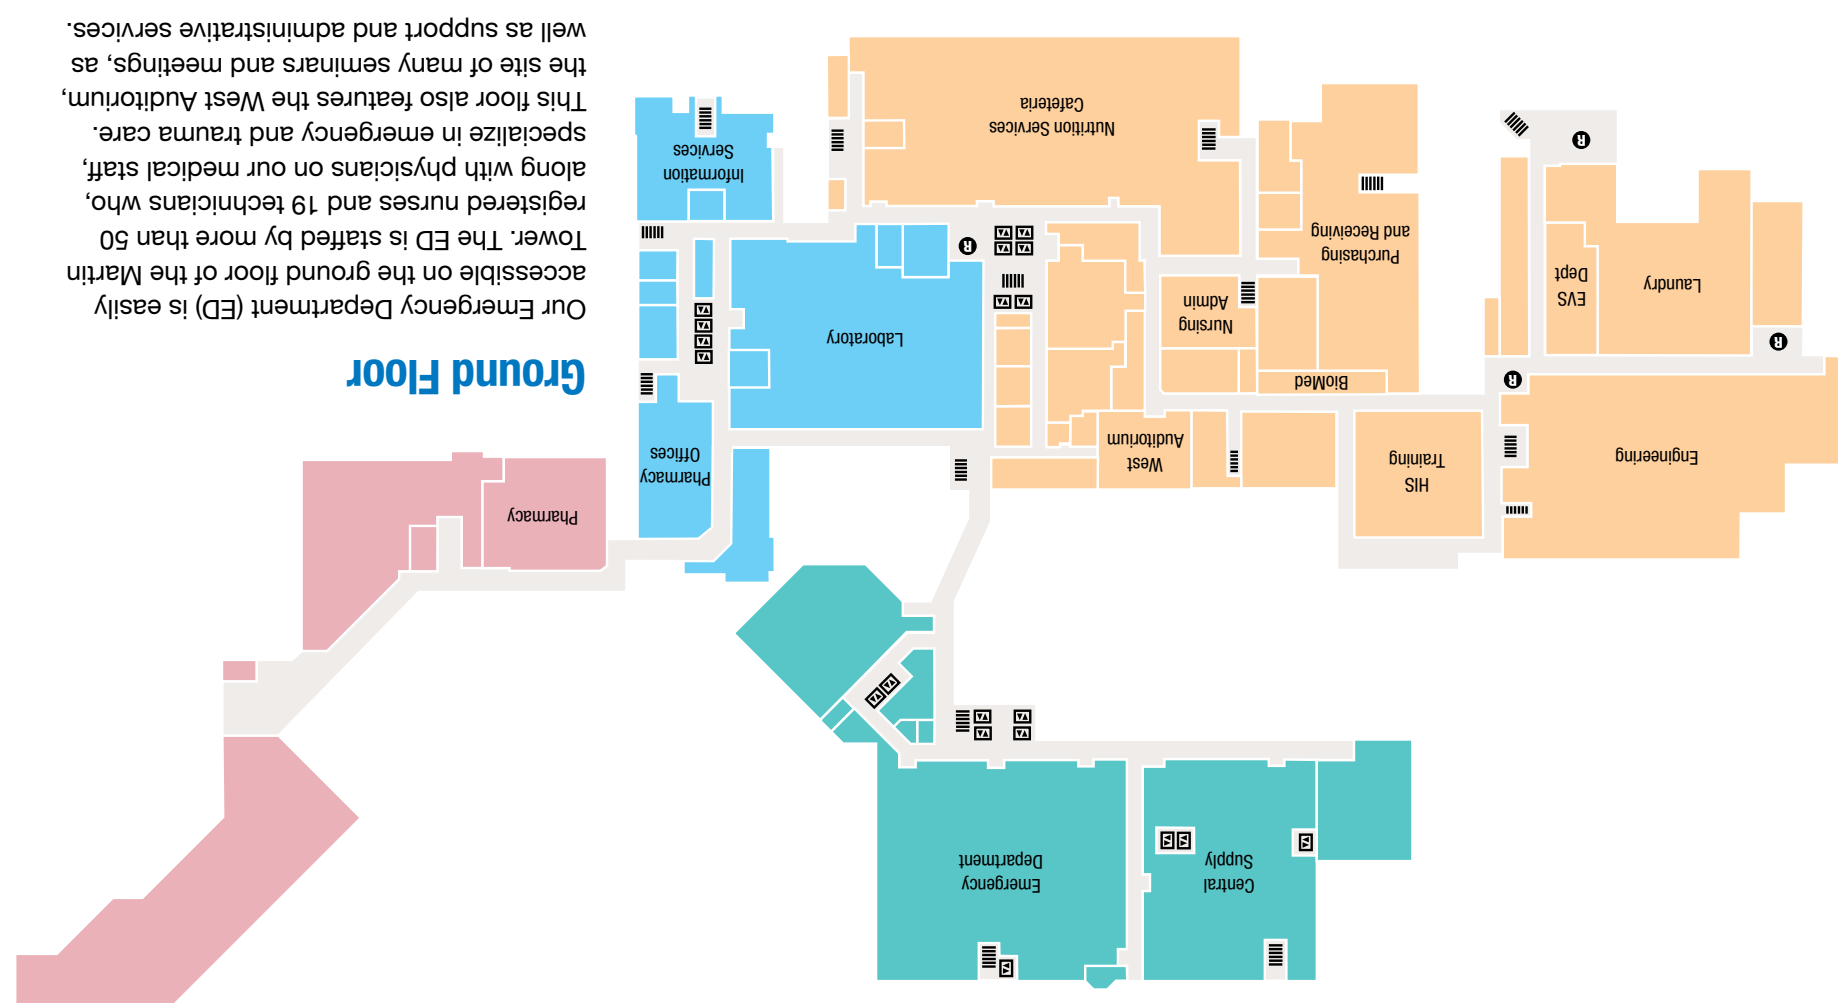 Ground Floor
Our Emergency Department (ED) is easily
accessible on the ground floor of the Martin
Tower. The ED is staffed by more than 50
registered nurses and 19 technicians who,
along with physicians on our medical staff,
specialize in emergency and trauma care.
This floor also features the West Auditorium,
the site of many seminars and meetings, as
well as support and administrative services.
Central
Supply
Emergency
Department
Pharmacy
Pharmacy
Offices
HIS
Training
Engineering
West
Auditorium
BioMed
Laboratory
Nursing
Admin
EVS
Dept
Laundry
Purchasing
and Receiving
Information
Services
Nutrition Services
Cafeteria
R
R
R
R